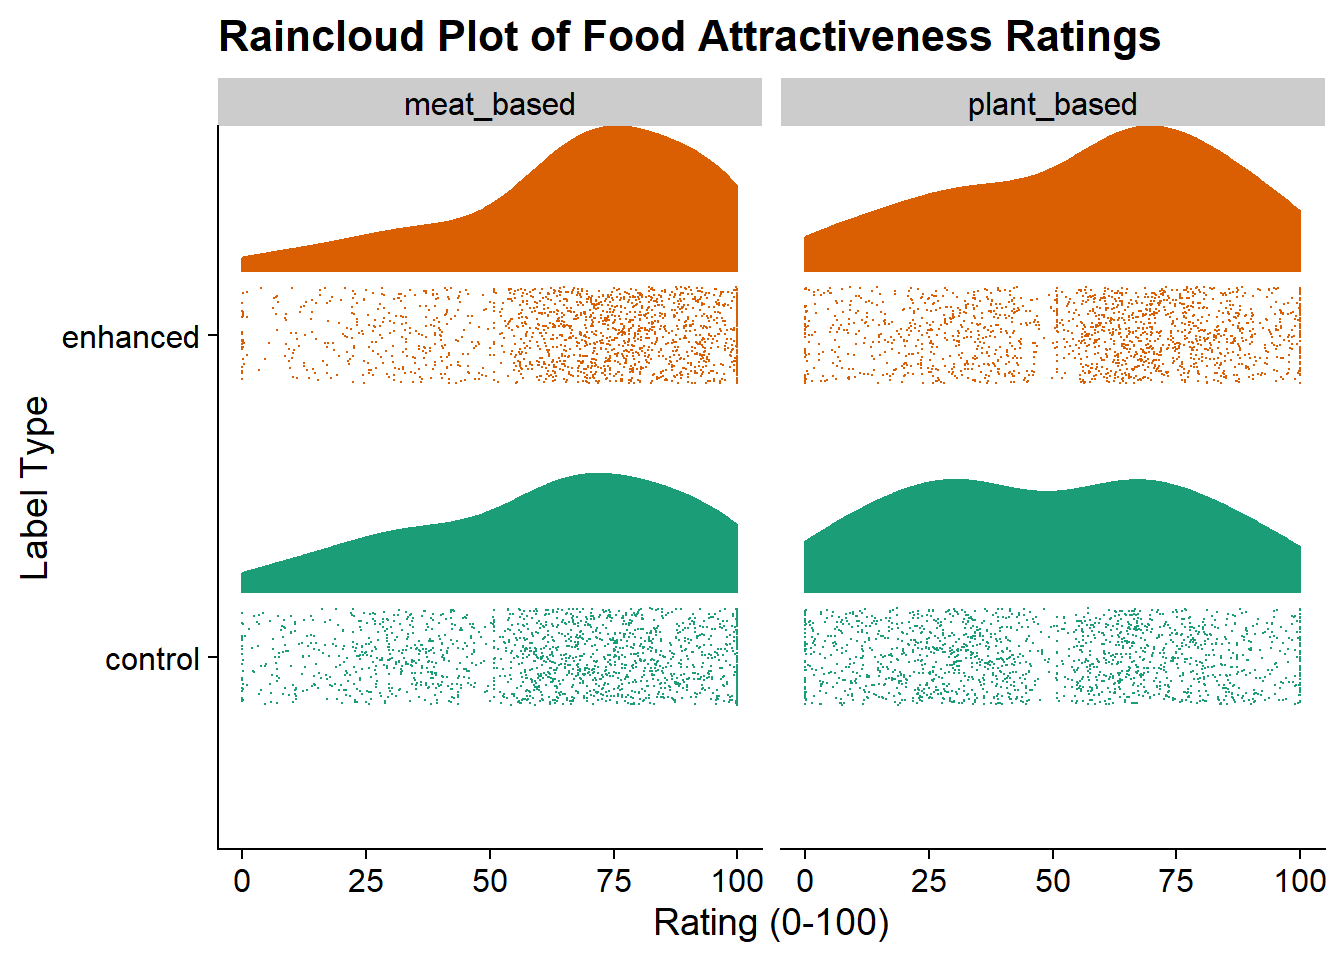 Raincloud Plot of Food Attractiveness Ratings
meat_based
plant_based
enhanced
control
Label Type
0 25 50 75 100
0 25 50 75 100
Rating (0-100)